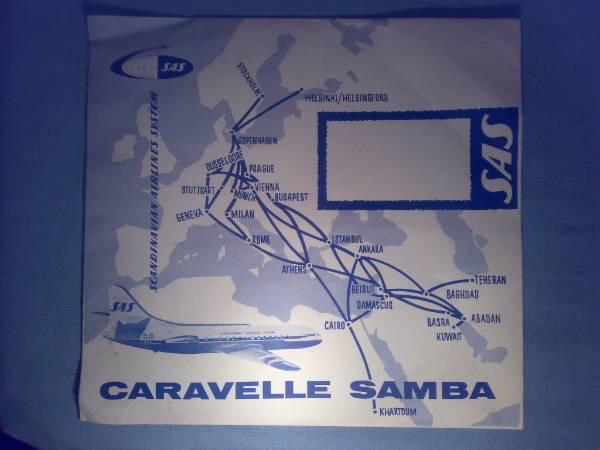 SAS
STOCKHOLM
HELSINKI/HELSINGFORS
SCANDINAVIAN AIRLINES SYSTEM
SAS
COPENHAGEN
DUSSELDORF
PRAGUE
STUTTGART
MUNICH
VIENNA
BUDAPEST
GENEVA
MILAN
ROME
ISTANBUL
ANKARA
ATHENS
TEHERAN
BEIRUT
BAGHDAD
DAMASCUS
SAS
CAIRO
BASRA
ABADAN
KUWAIT
CARAVELLE SAMBA
KHARTOUM